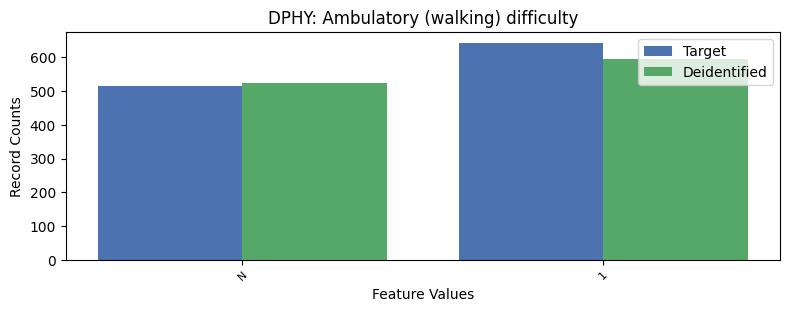 DPHY: Ambulatory (walking) difficulty
Target
Deidentified
600
500
400
300
200
100
0
Record Counts
N
1
Feature Values